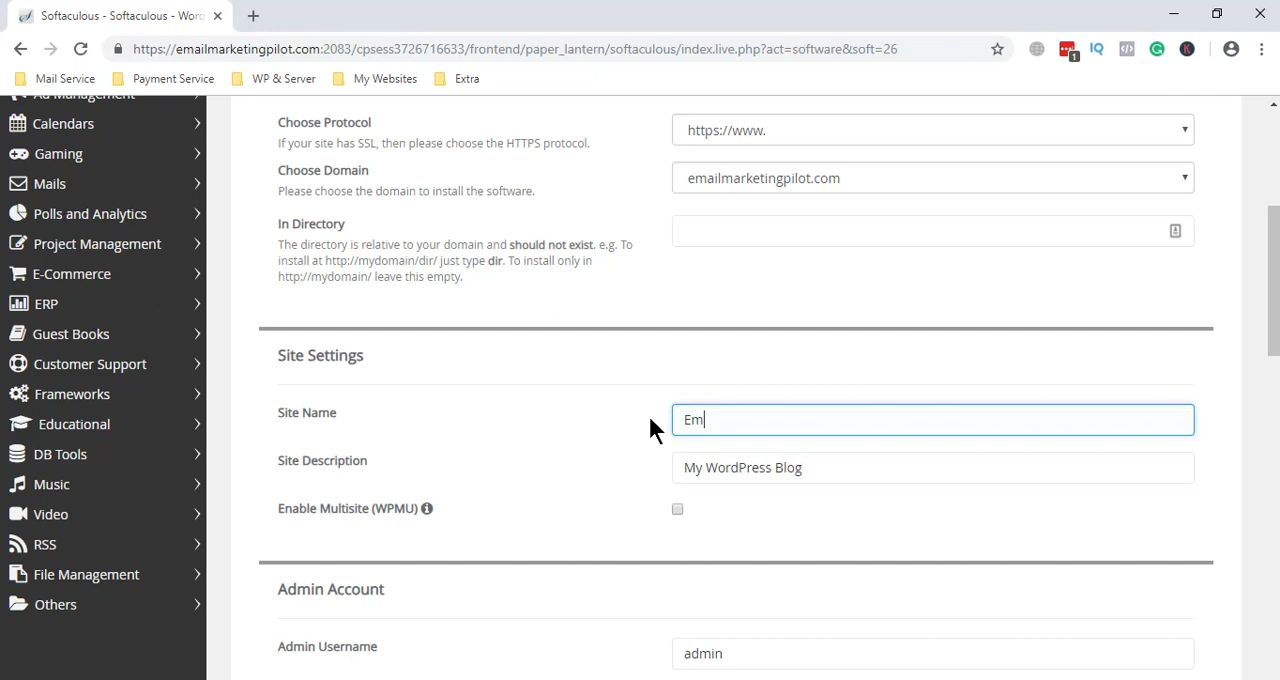 Softaculous - Softaculous - Word
https://emailmarketingpilot.com:2083/cpsess3726716633/frontend/paper_lantern/softaculous/index.live.php?act=software&soft=26
1
IQ
K
Mail Service
Payment Service
WP & Server
My Websites
Extra
Ad Management
Calendars
Gaming
Mails
Polls and Analytics
Project Management
E-Commerce
ERP
Guest Books
Customer Support
Frameworks
Educational
DB Tools
Music
Video
RSS
File Management
Others
Choose Protocol
If your site has SSL, then please choose the HTTPS protocol.
https://www.
Choose Domain
Please choose the domain to install the software.
emailmarketingpilot.com
In Directory
The directory is relative to your domain and should not exist. e.g. To
install at http://mydomain/dir/ just type dir. To install only in
http://mydomain/ leave this empty.
Site Settings
Site Name
Em
Site Description
My WordPress Blog
Enable Multisite (WPMU)
Admin Account
Admin Username
admin